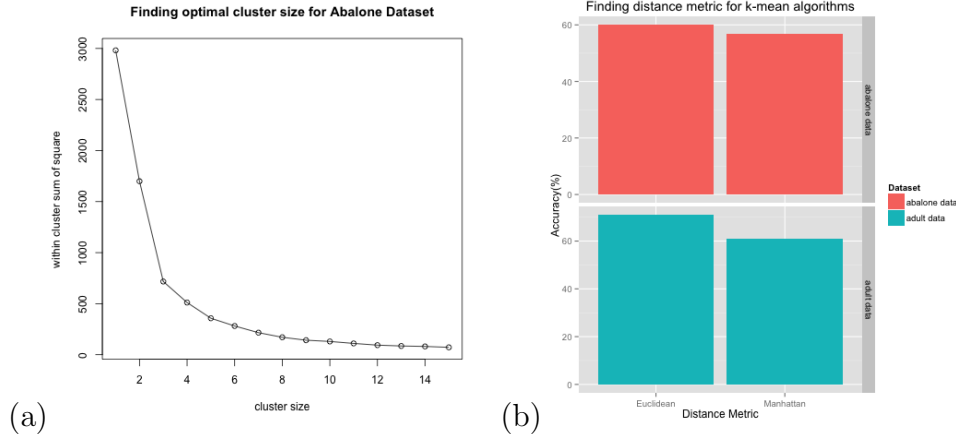 Finding optimal cluster size for Abalone Dataset
within cluster sum of square
3000
2500
2000
1500
1000
500
0
2 4 6 8 10 12 14
cluster size
(a)
Finding distance metric for k-mean algorithms
Accuracy(%)
60
40
20
0
abalone data
60
40
20
0
adult data
Euclidean Manhattan
Distance Metric
Dataset
abalone data
adult data
(b)